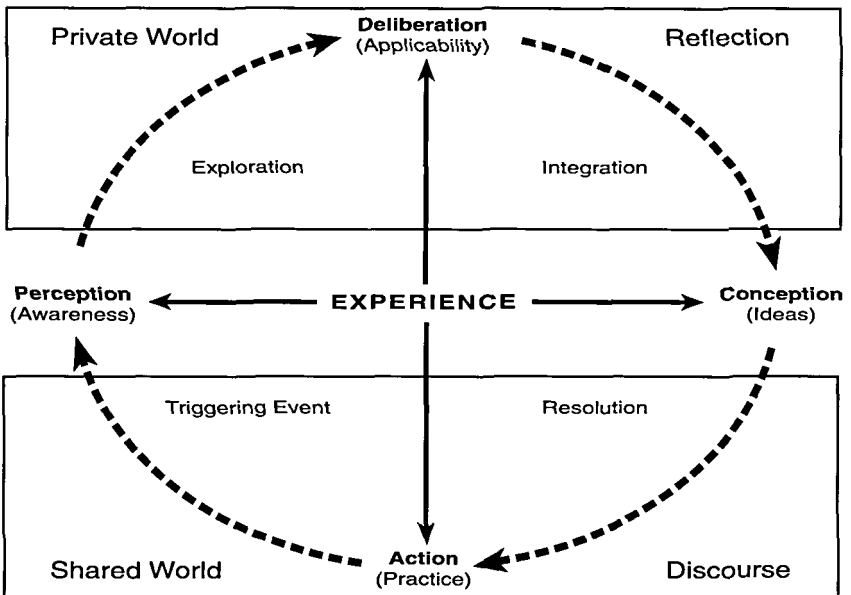 Private World
Deliberation
(Applicability)
Reflection
Exploration
Integration
Perception
(Awareness)
EXPERIENCE
Conception
(Ideas)
Triggering Event
Resolution
Shared World
Action
(Practice)
Discourse